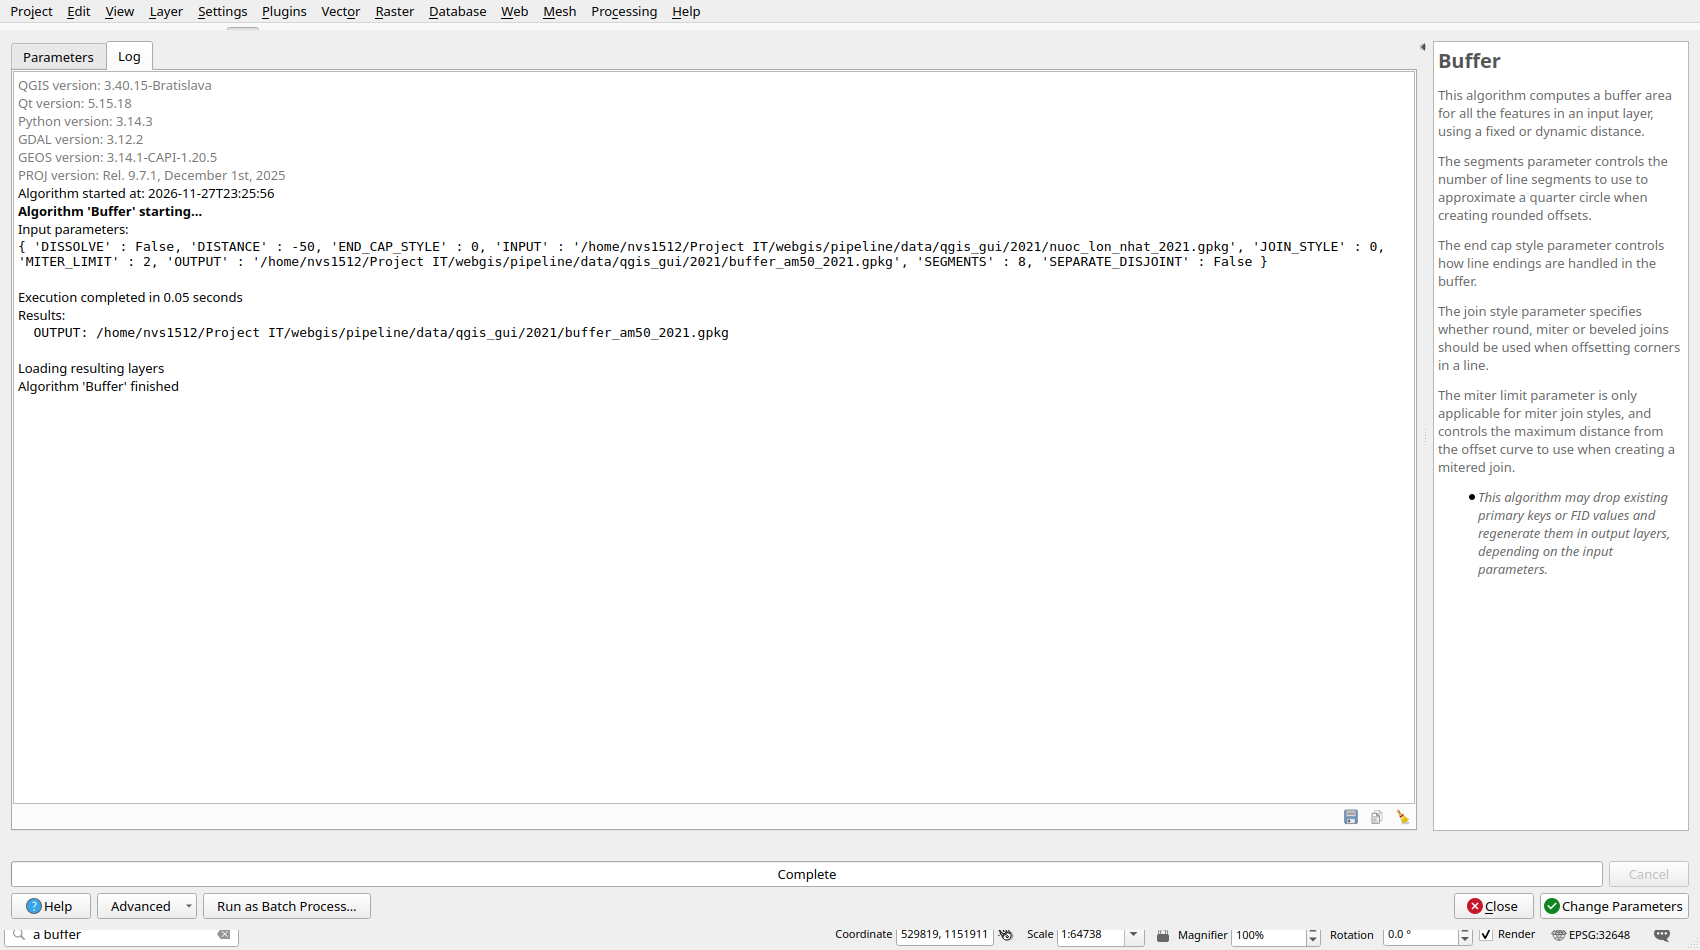 Project Edit View Layer Settings Plugins Vector Raster Database Web Mesh Processing Help
Parameters Log
QGIS version: 3.40.15-Bratislava
Qt version: 5.15.18
Python version: 3.14.3
GDAL version: 3.12.2
GEOS version: 3.14.1-CAPI-1.20.5
PROJ version: Rel. 9.7.1, December 1st, 2025
Algorithm started at: 2026-11-27T23:25:56
Algorithm 'Buffer' starting...
Input parameters:
{ 'DISSOLVE' : False, 'DISTANCE' : -50, 'END_CAP_STYLE' : 0, 'INPUT' : '/home/nvs1512/Project IT/webgis/pipeline/data/qgis_gui/2021/nuoc_lon_nhat_2021.gpkg', 'JOIN_STYLE' : 0,
'MITER_LIMIT' : 2, 'OUTPUT' : '/home/nvs1512/Project IT/webgis/pipeline/data/qgis_gui/2021/buffer_am50_2021.gpkg', 'SEGMENTS' : 8, 'SEPARATE_DISJOINT' : False }
Execution completed in 0.05 seconds
Results:
OUTPUT: /home/nvs1512/Project IT/webgis/pipeline/data/qgis_gui/2021/buffer_am50_2021.gpkg
Loading resulting layers
Algorithm 'Buffer' finished
Buffer
This algorithm computes a buffer area
for all the features in an input layer,
using a fixed or dynamic distance.
The segments parameter controls the
number of line segments to use to
approximate a quarter circle when
creating rounded offsets.
The end cap style parameter controls
how line endings are handled in the
buffer.
The join style parameter specifies
whether round, miter or beveled joins
should be used when offsetting corners
in a line.
The miter limit parameter is only
applicable for miter join styles, and
controls the maximum distance from
the offset curve to use when creating a
mitered join.
This algorithm may drop existing
primary keys or FID values and
regenerate them in output layers,
depending on the input
parameters.
Complete Cancel
Help Advanced Run as Batch Process... Close Change Parameters
a buffer Coordinate 529819, 1151911 Scale 1:64738 Magnifier 100% Rotation 0.0 ° Render EPSG:32648